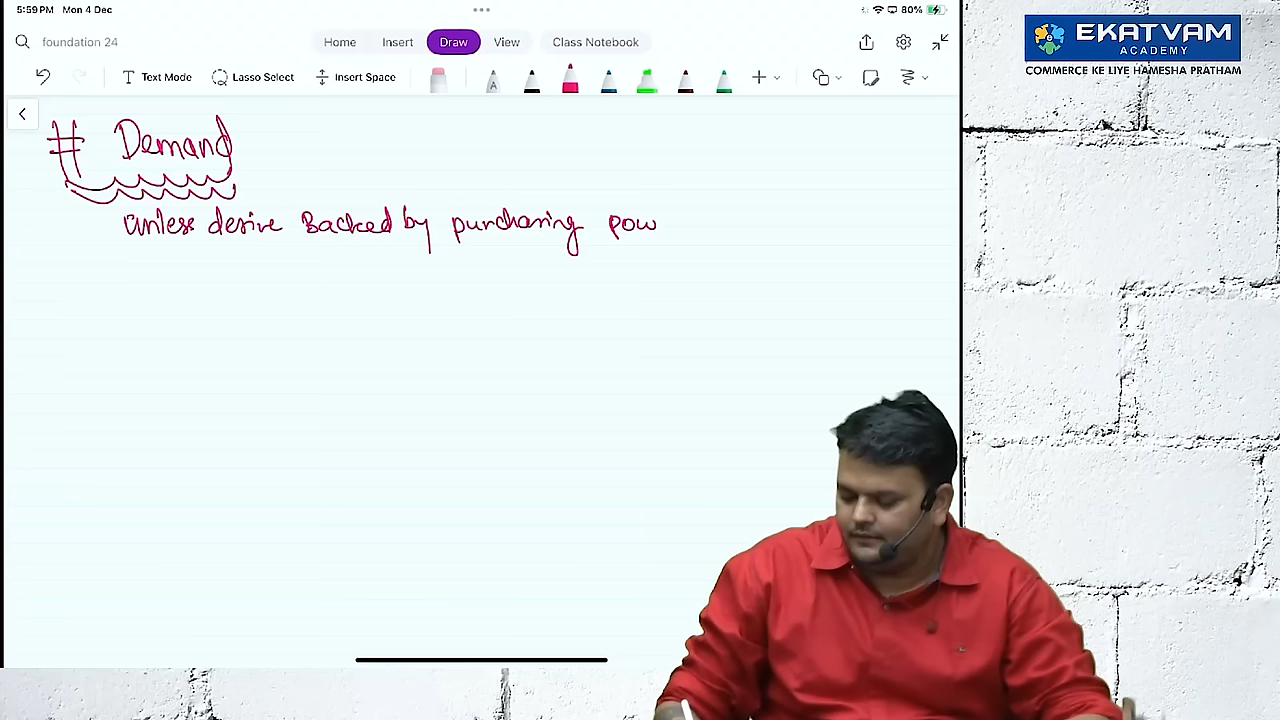 5:59 PM Mon 4 Dec
80%
foundation 24
Home Insert Draw View Class Notebook
Text Mode Lasso Select Insert Space
# Demand
unless desire Backed by purcharing pow
EKATVAM
ACADEMY
COMMERCE KE LIYE HAMESHA PRATHAM